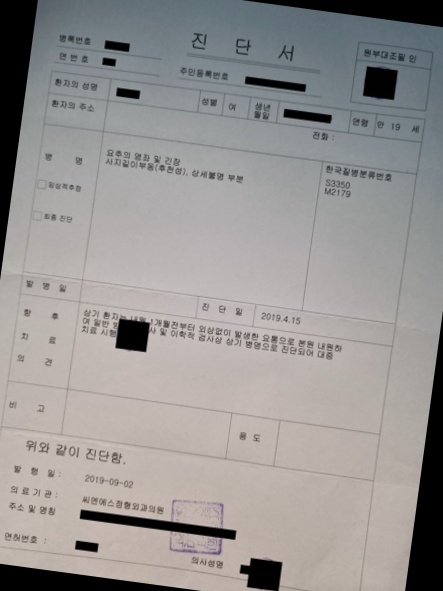 진 단 서
병록번호
연 번 호
주민등록번호
원부대조필 인
환자의 성명
성별 여 생년월일 연령 만 19 세
환자의 주소
전화 :
병 명
임상적추정
최종 진단
요추의 염좌 및 긴장
사지길이부동(후천성), 상세불명 부분
한국질병분류번호
S3350
M2179
발 병 일
진 단 일 2019.4.15
향 후
치 료
의 견
상기 환자는 내원 1개월전부터 외상없이 발생한 요통으로 본원 내원하
여 일반 사 및 이학적 검사상 상기 병명으로 진단되어 대증
치료 시행
비 고
용 도
위와 같이 진단함.
발 행 일 : 2019-09-02
의 료 기 관 : 씨엔에스정형외과의원
주소 및 명칭
면허번호 :
의사성명